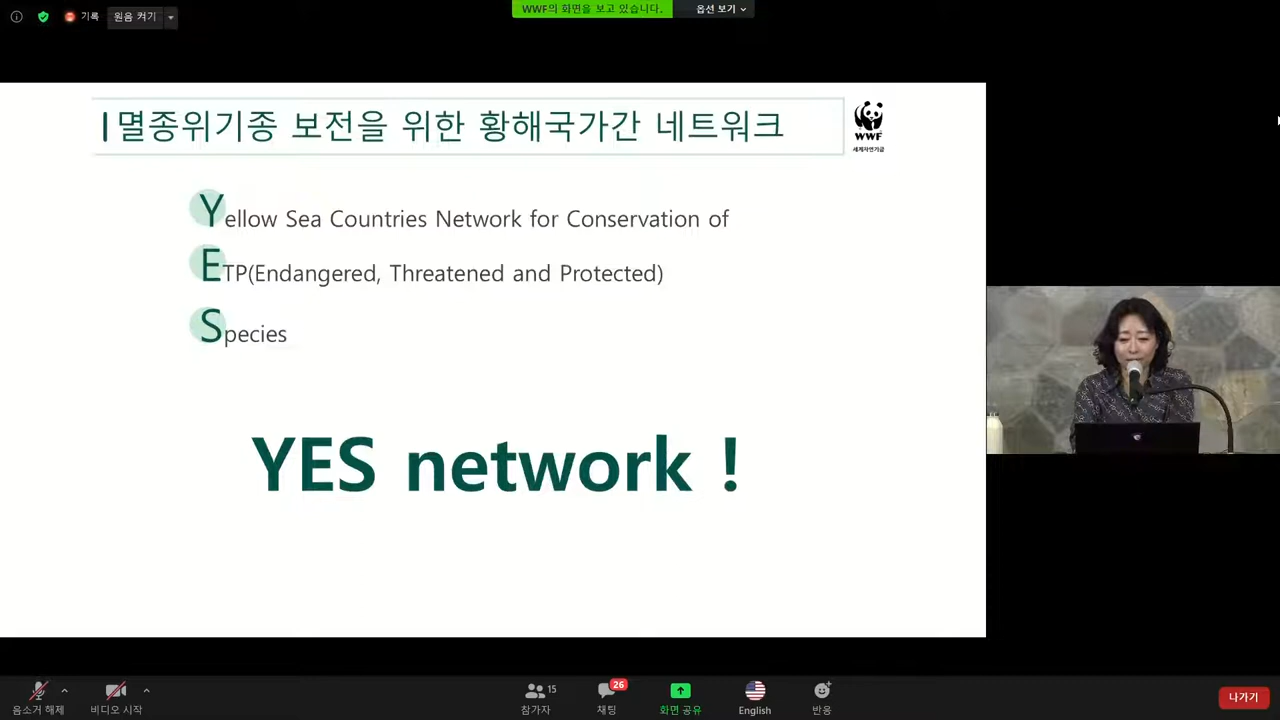 기록
원음 켜기
WWF의 화면을 보고 있습니다.
옵션 보기
멸종위기종 보전을 위한 황해국가간 네트워크
WWF
세계자연기금
Yellow Sea Countries Network for Conservation of
ETP(Endangered, Threatened and Protected)
Species
YES network !
음소거 해제
비디오 시작
15
참가자
26
채팅
화면 공유
English
반응
나가기